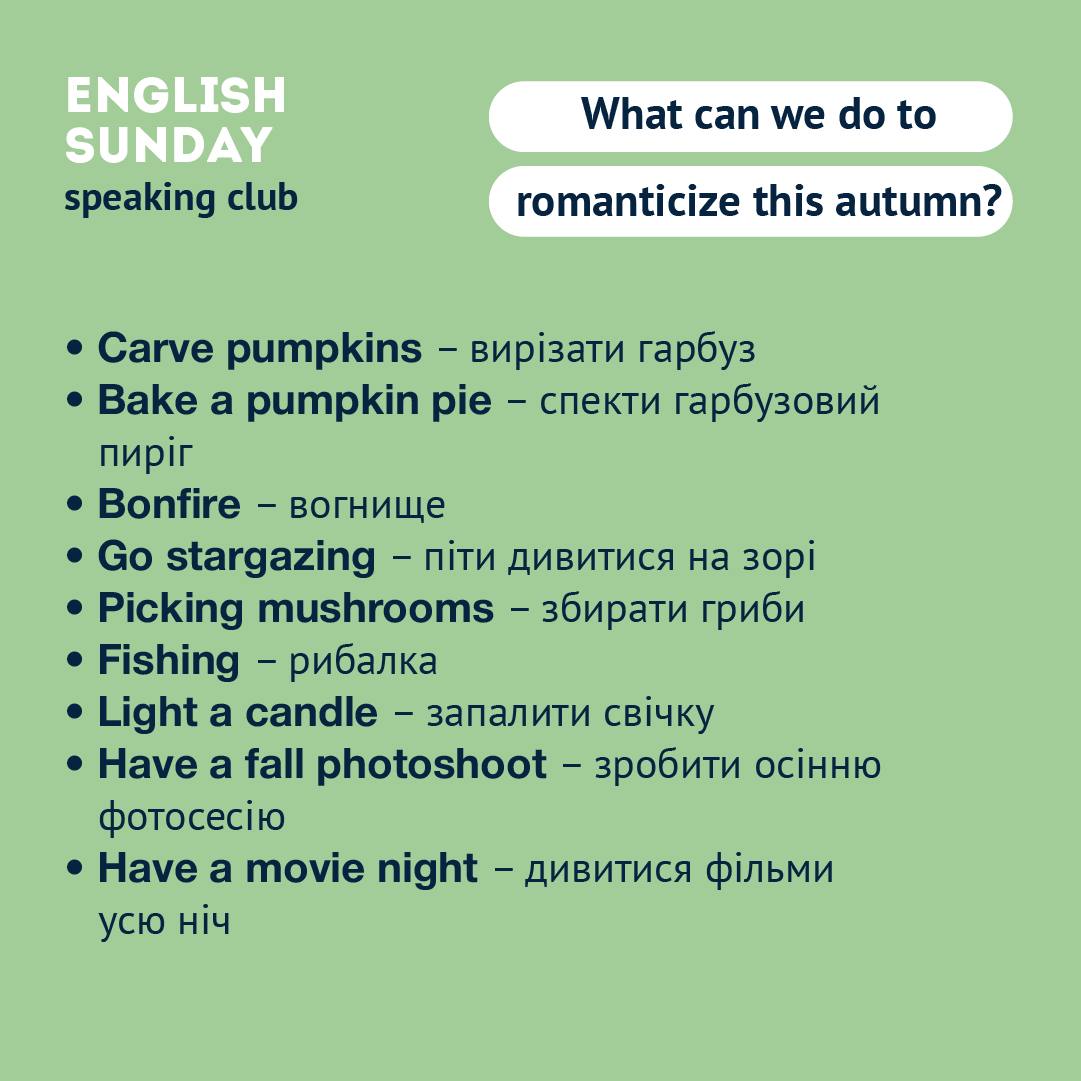 ENGLISH
SUNDAY
speaking club
What can we do to
romanticize this autumn?
• Carve pumpkins – вирізати гарбуз
• Bake a pumpkin pie – спекти гарбузовий
пиріг
• Bonfire – вогнище
• Go stargazing – піти дивитися на зорі
• Picking mushrooms – збирати гриби
• Fishing – рибалка
• Light a candle – запалити свічку
• Have a fall photoshoot – зробити осінню
фотосесію
• Have a movie night – дивитися фільми
усю ніч